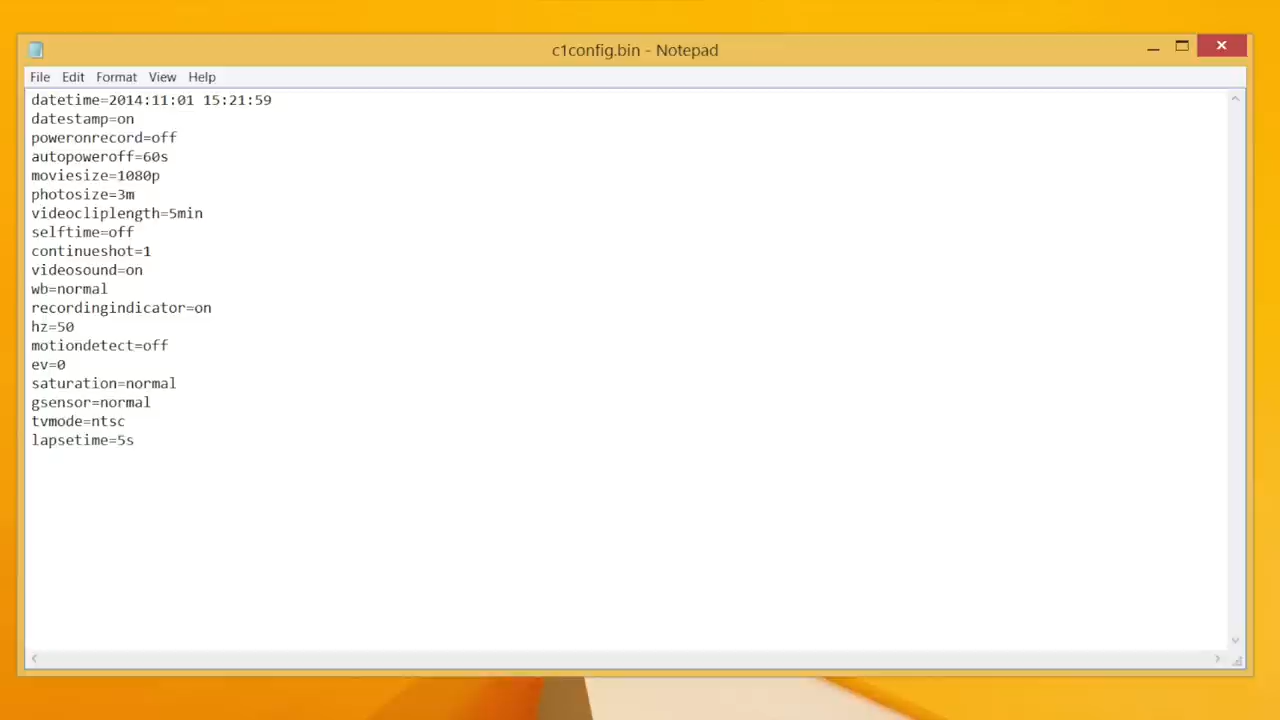 c1config.bin - Notepad
File Edit Format View Help
datetime=2014:11:01 15:21:59
datestamp=on
poweronrecord=off
autopoweroff=60s
moviesize=1080p
photosize=3m
videocliplength=5min
selftime=off
continueshot=1
videosound=on
wb=normal
recordingindicator=on
hz=50
motiondetect=off
ev=0
saturation=normal
gsensor=normal
tvmode=ntsc
lapsetime=5s